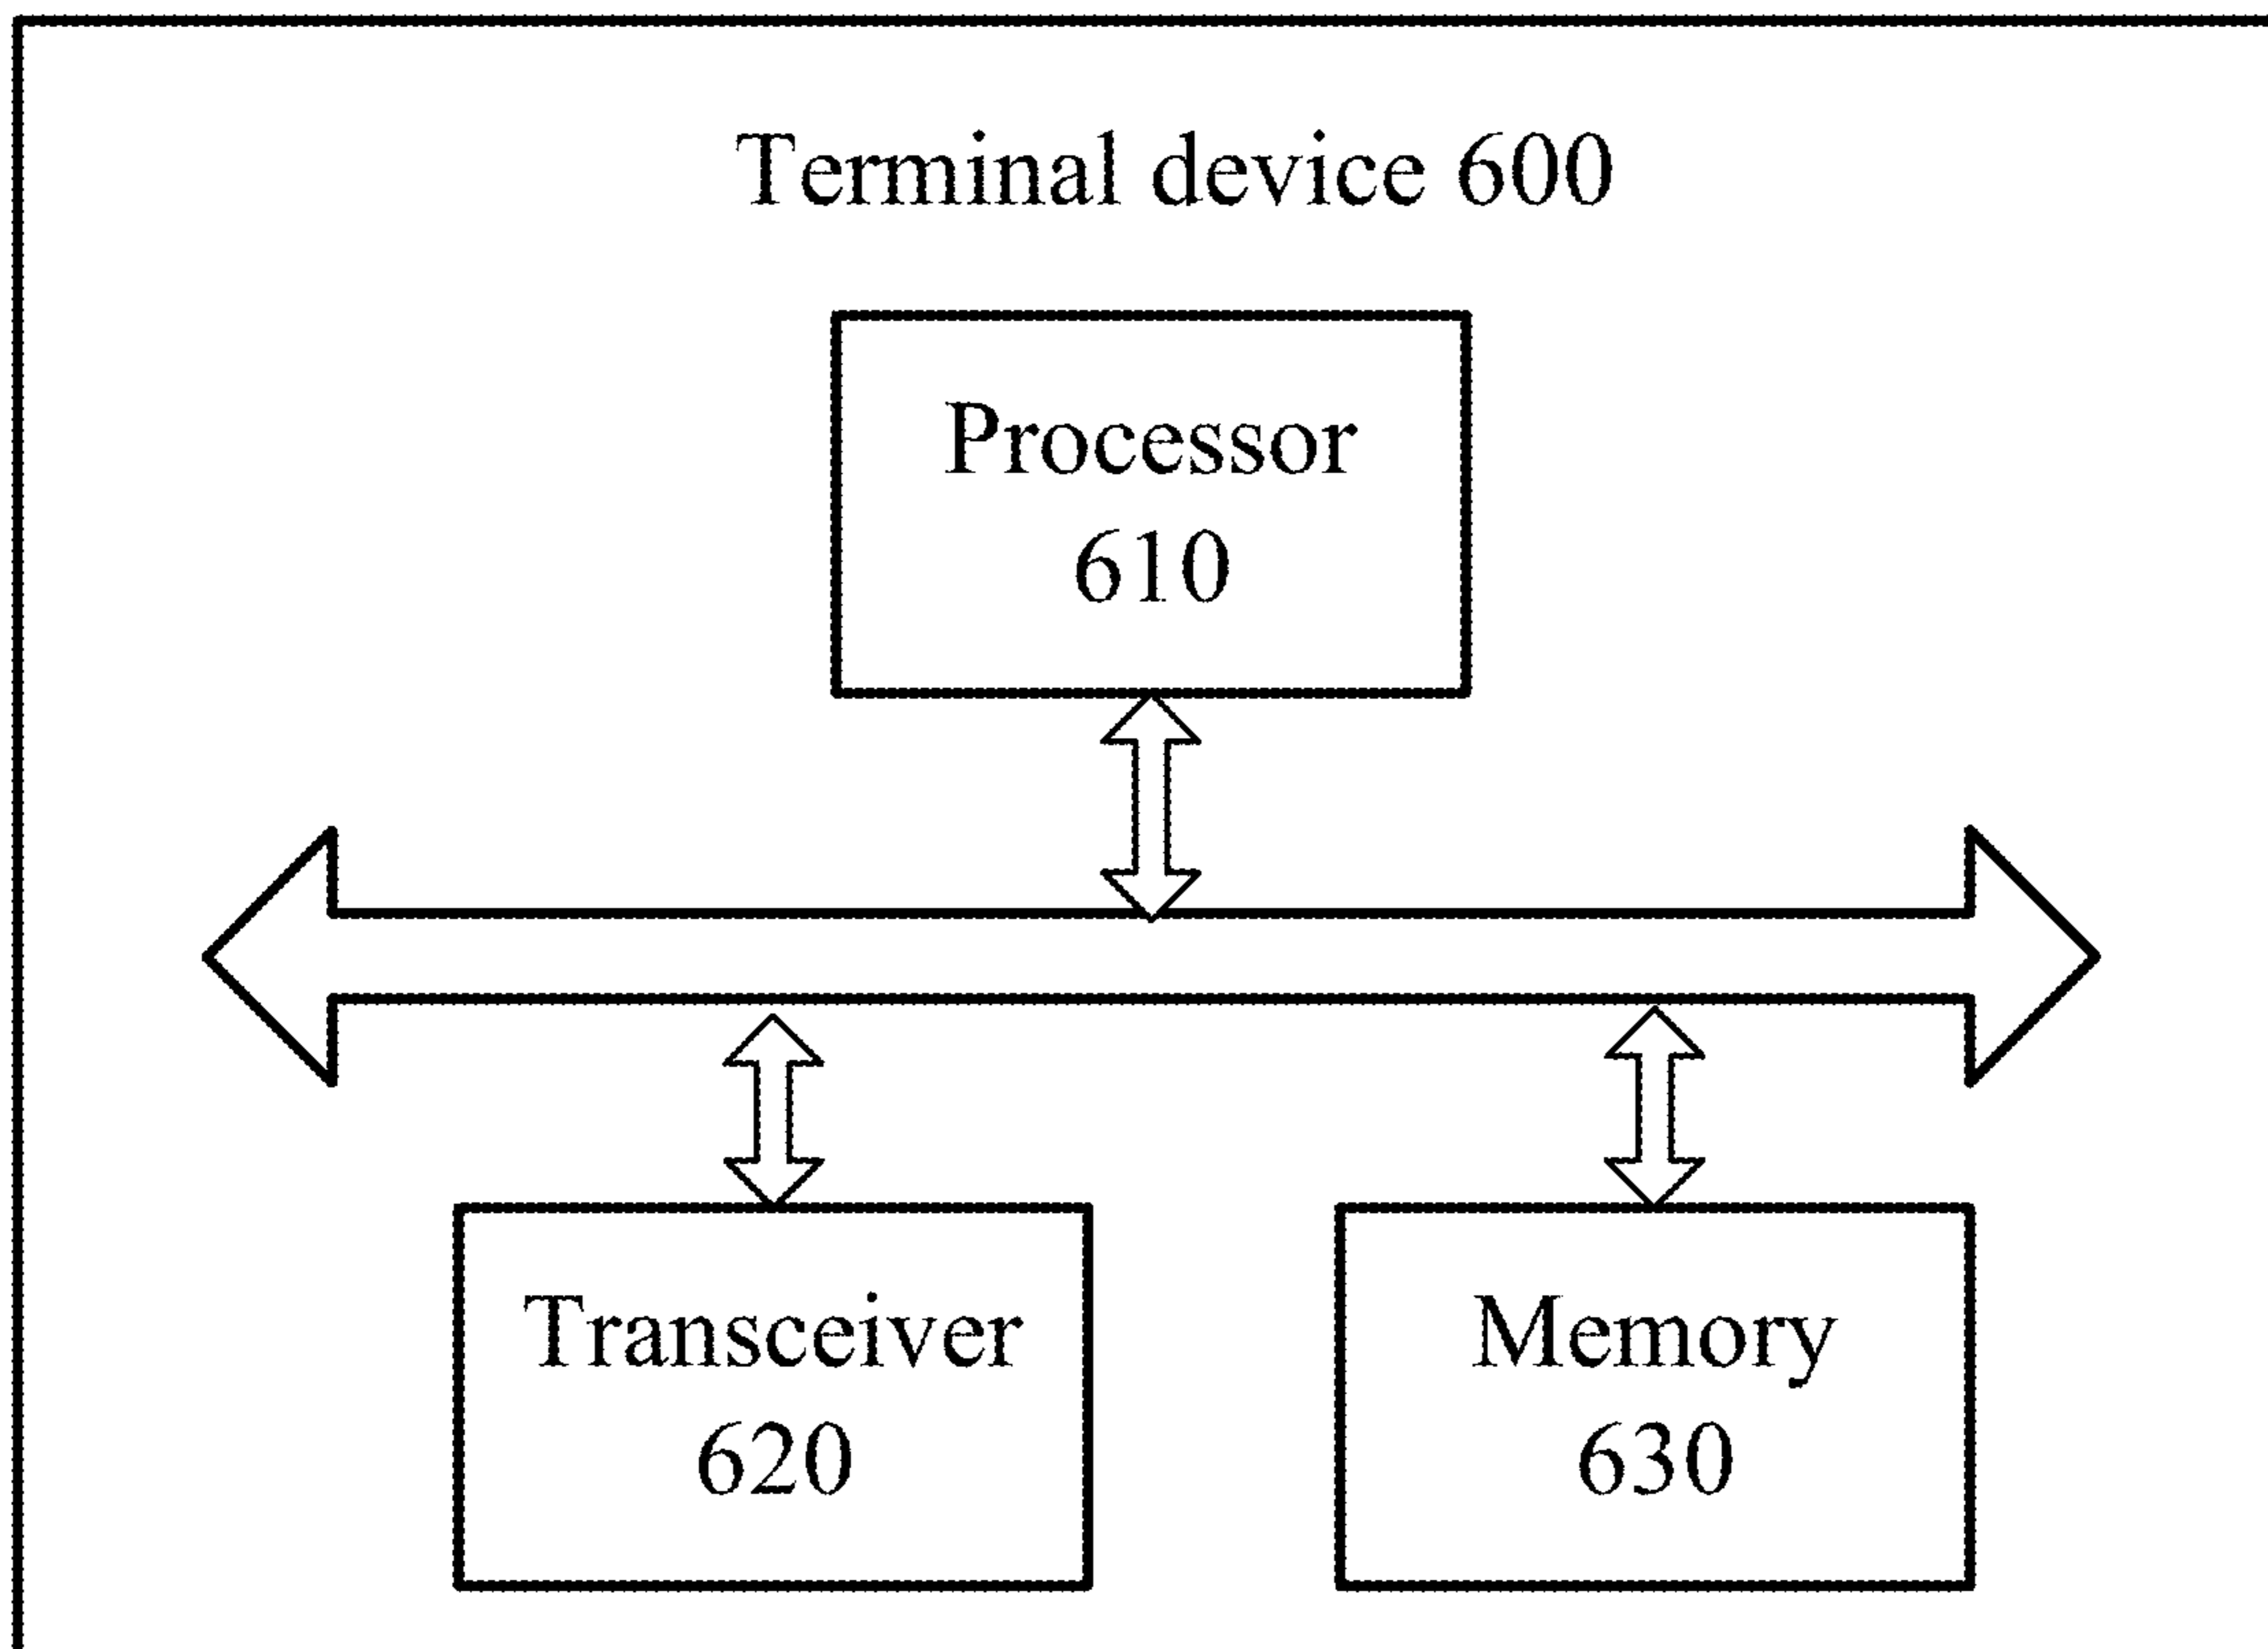 Terminal device 600
Processor
610
Transceiver
620
Memory
630